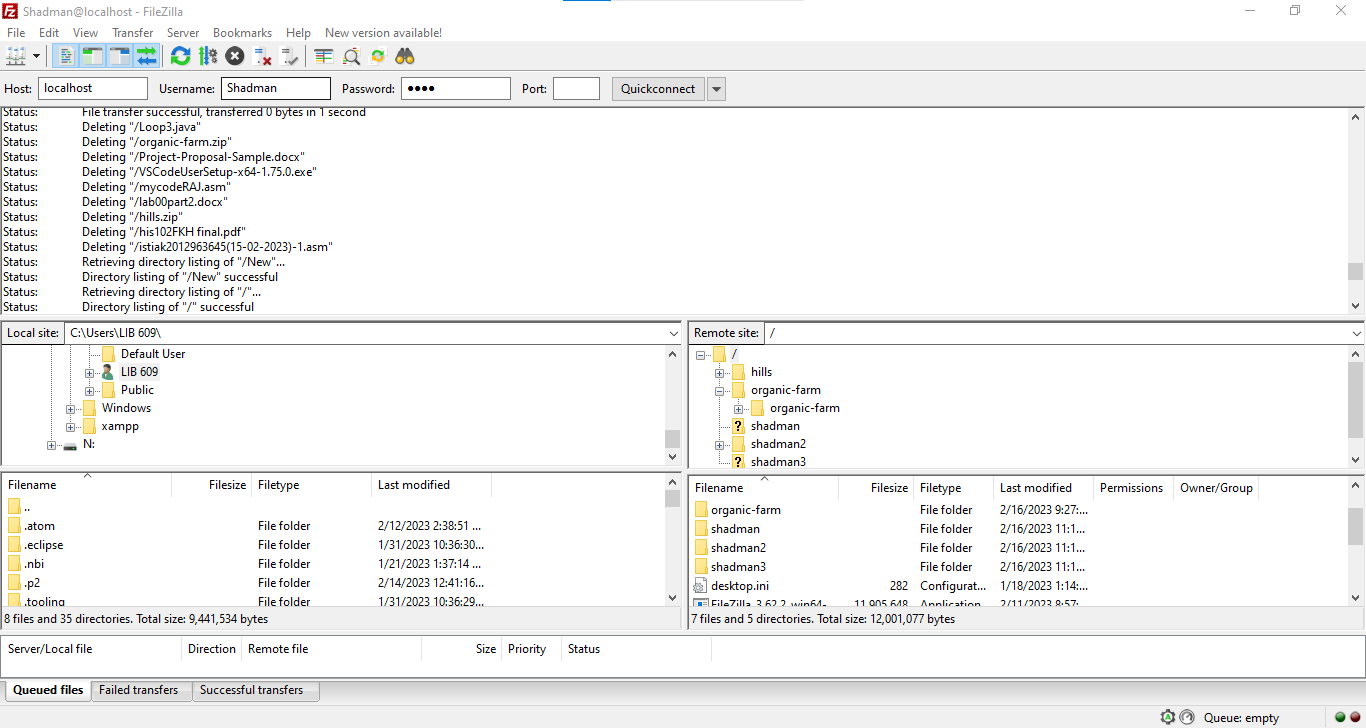 Shadman@localhost - FileZilla
File Edit View Transfer Server Bookmarks Help New version available!
Host: localhost Username: Shadman Password: •••• Port: Quickconnect
Status: File transfer successful, transferred 0 bytes in 1 second
Status: Deleting "/Loop3.java"
Status: Deleting "/organic-farm.zip"
Status: Deleting "/Project-Proposal-Sample.docx"
Status: Deleting "/VSCodeUserSetup-x64-1.75.0.exe"
Status: Deleting "/mycodeRAJ.asm"
Status: Deleting "/lab00part2.docx"
Status: Deleting "/hills.zip"
Status: Deleting "/his102FKH final.pdf"
Status: Deleting "/istiak2012963645(15-02-2023)-1.asm"
Status: Retrieving directory listing of "/New"...
Status: Directory listing of "/New" successful
Status: Retrieving directory listing of "/"...
Status: Directory listing of "/" successful
Local site: C:\Users\LIB 609\
Default User
LIB 609
Public
Windows
xampp
N:
Filename Filesize Filetype Last modified
..
.atom File folder 2/12/2023 2:38:51 ...
.eclipse File folder 1/31/2023 10:36:30...
.nbi File folder 1/21/2023 1:37:14 ...
.p2 File folder 2/14/2023 12:41:16...
.tooling File folder 1/31/2023 10:36:29...
8 files and 35 directories. Total size: 9,441,534 bytes
Remote site: /
/
hills
organic-farm
organic-farm
shadman
shadman2
shadman3
Filename Filesize Filetype Last modified Permissions Owner/Group
organic-farm File folder 2/16/2023 9:27:...
shadman File folder 2/16/2023 11:1...
shadman2 File folder 2/16/2023 11:1...
shadman3 File folder 2/16/2023 11:1...
desktop.ini 282 Configurat... 1/18/2023 1:14:...
FileZilla_3.62.2_win64- 11,905,648 Application 2/11/2023 8:57:
7 files and 5 directories. Total size: 12,001,077 bytes
Server/Local file Direction Remote file Size Priority Status
Queued files Failed transfers Successful transfers
Queue: empty